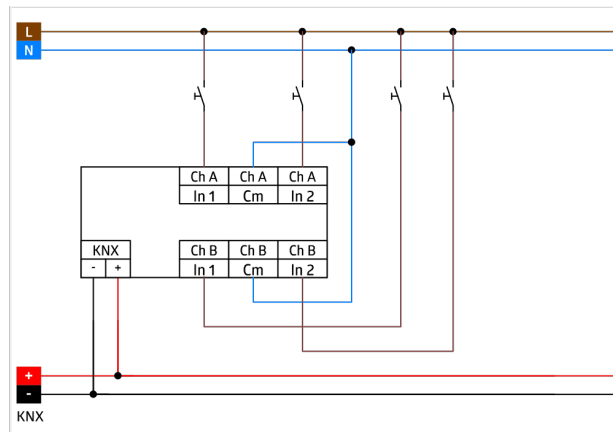 L
N
Ch A Ch A Ch A
In 1 Cm In 2
KNX
- +
Ch B Ch B Ch B
In 1 Cm In 2
+
-
KNX